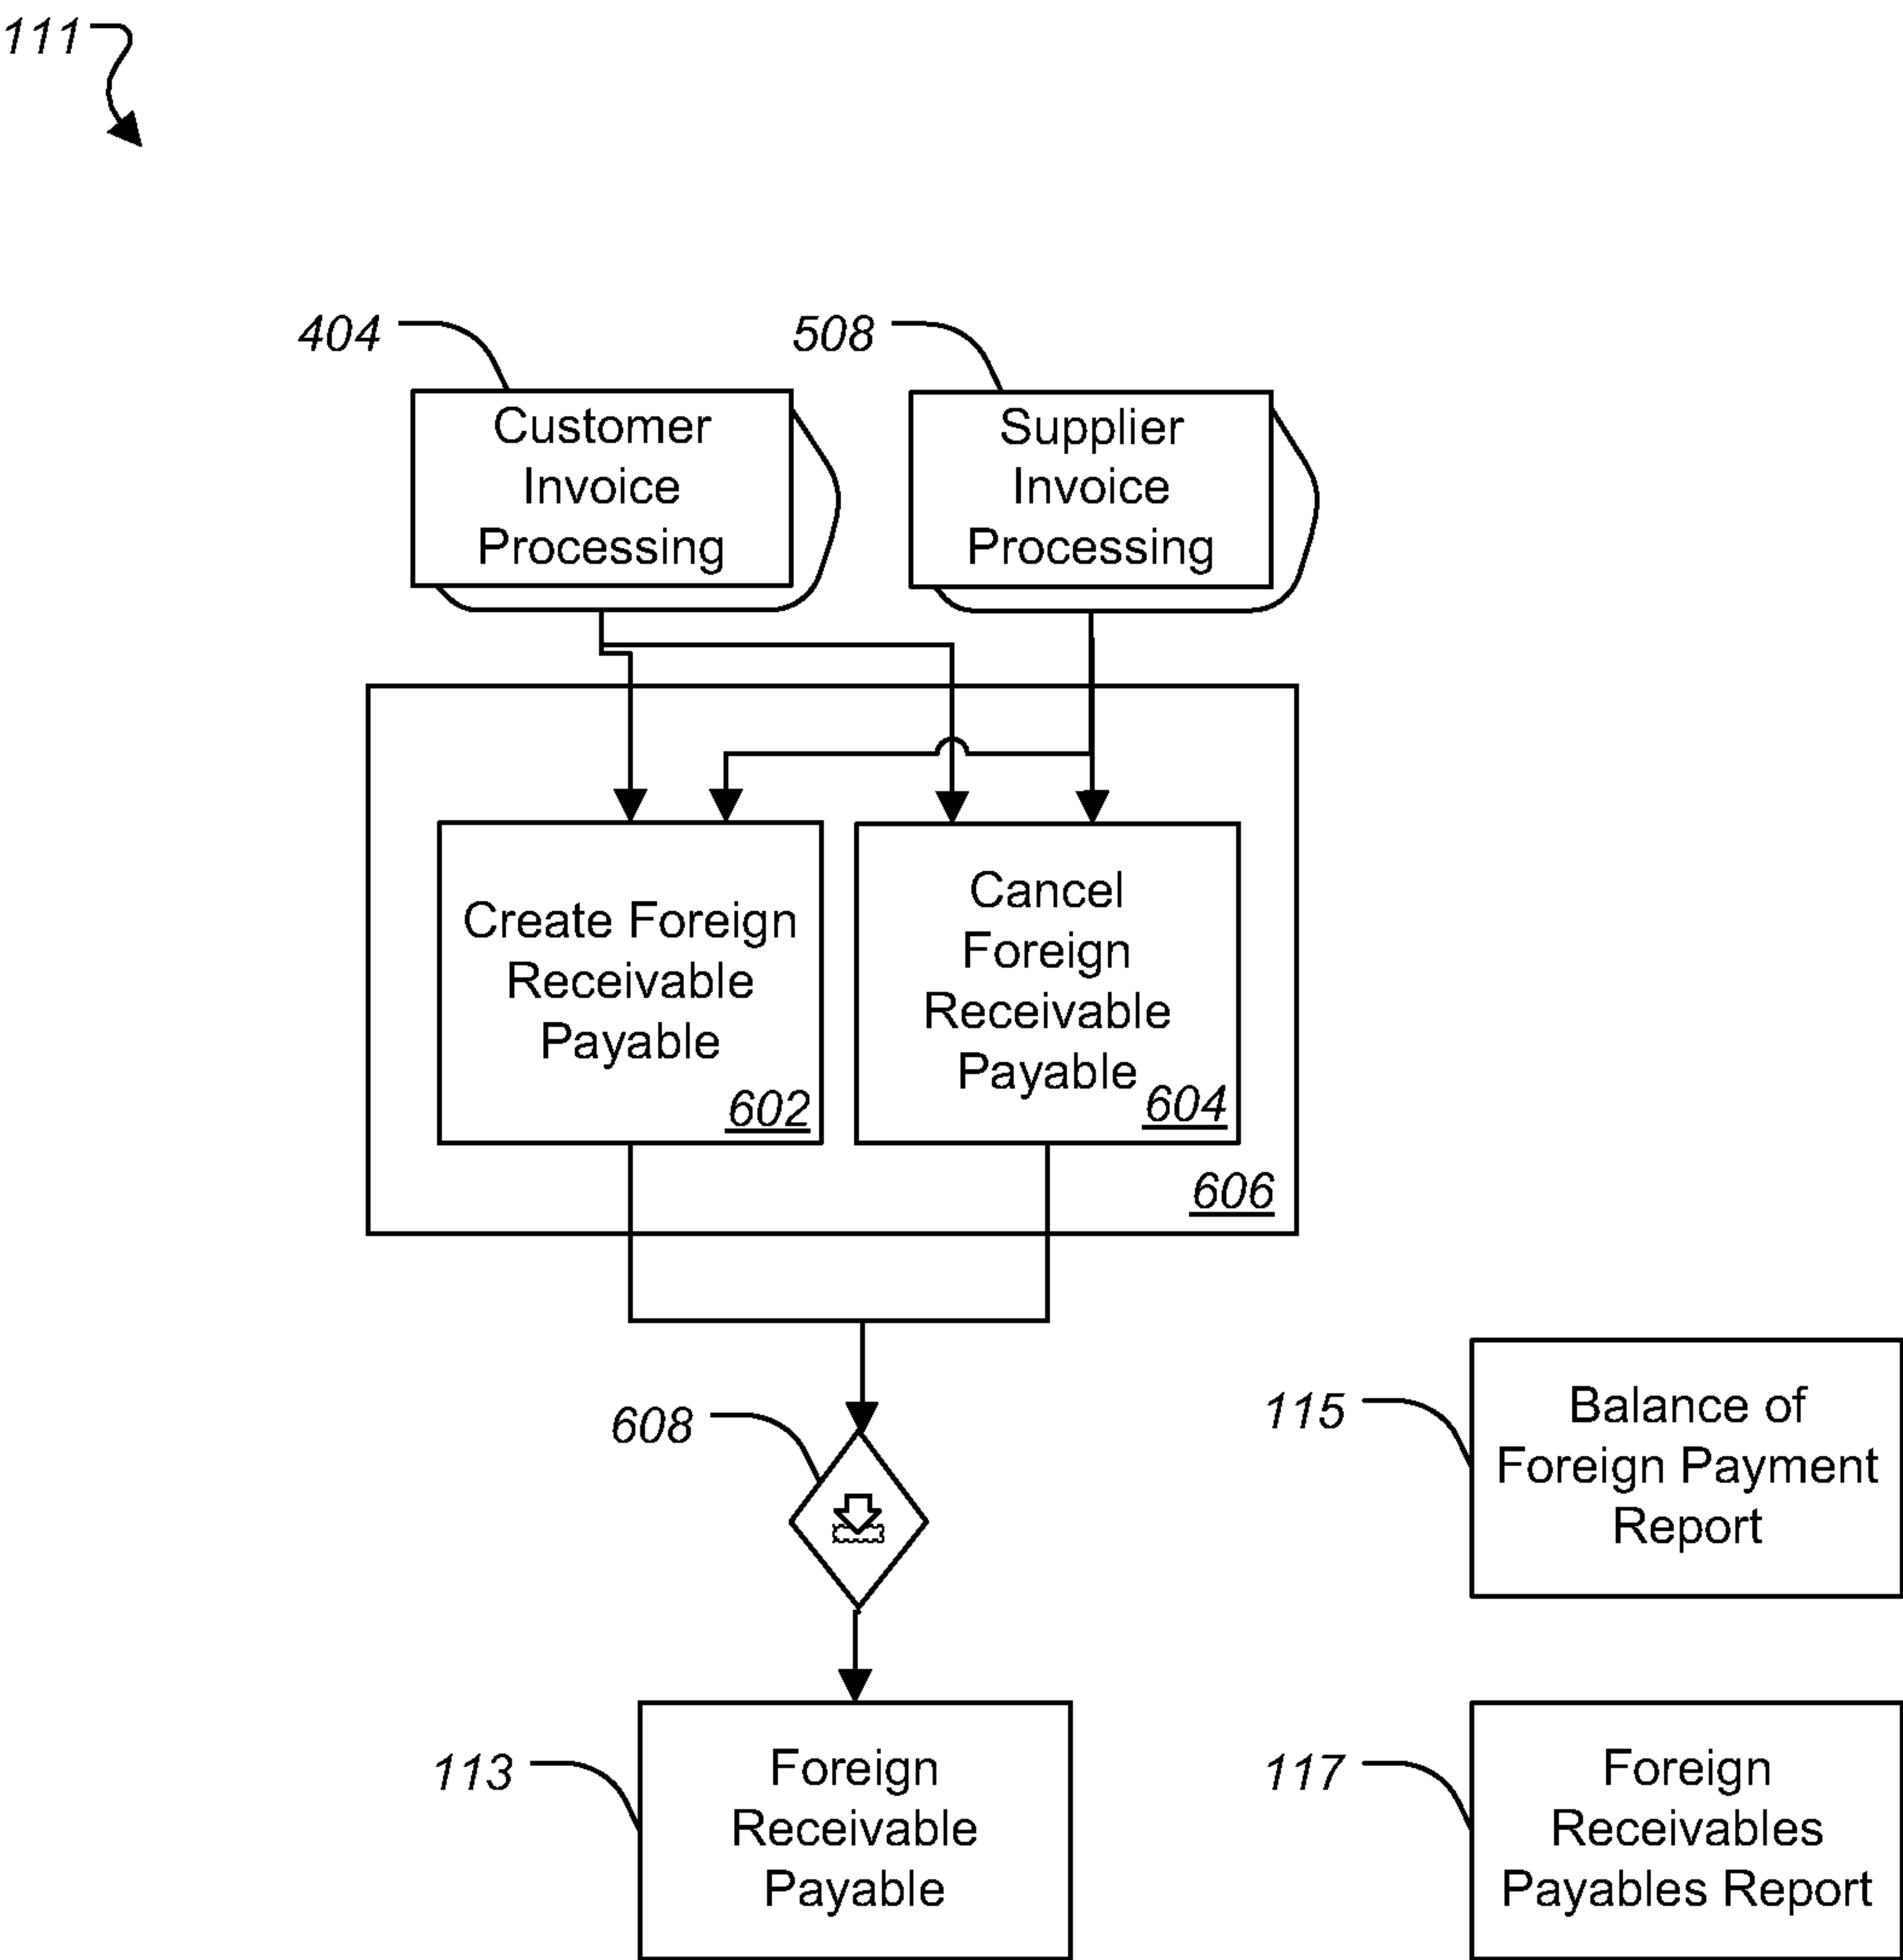 111
404
Customer
Invoice
Processing
508
Supplier
Invoice
Processing
Create Foreign
Receivable
Payable
602
Cancel
Foreign
Receivable
Payable
604
606
608
115
Balance of
Foreign Payment
Report
113
Foreign
Receivable
Payable
117
Foreign
Receivables
Payables Report